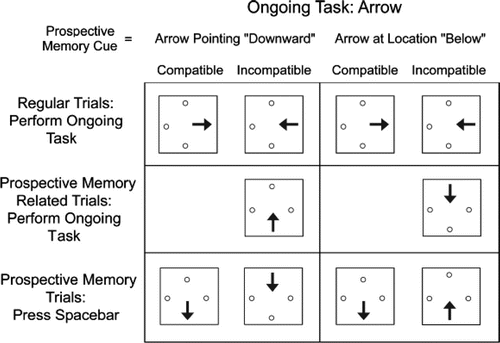 Ongoing Task: Arrow
Prospective
Memory Cue
=
Arrow Pointing "Downward"
Arrow at Location "Below"
Compatible
Incompatible
Compatible
Incompatible
Regular Trials:
Perform Ongoing
Task
Prospective Memory
Related Trials:
Perform Ongoing
Task
Prospective Memory
Trials:
Press Spacebar